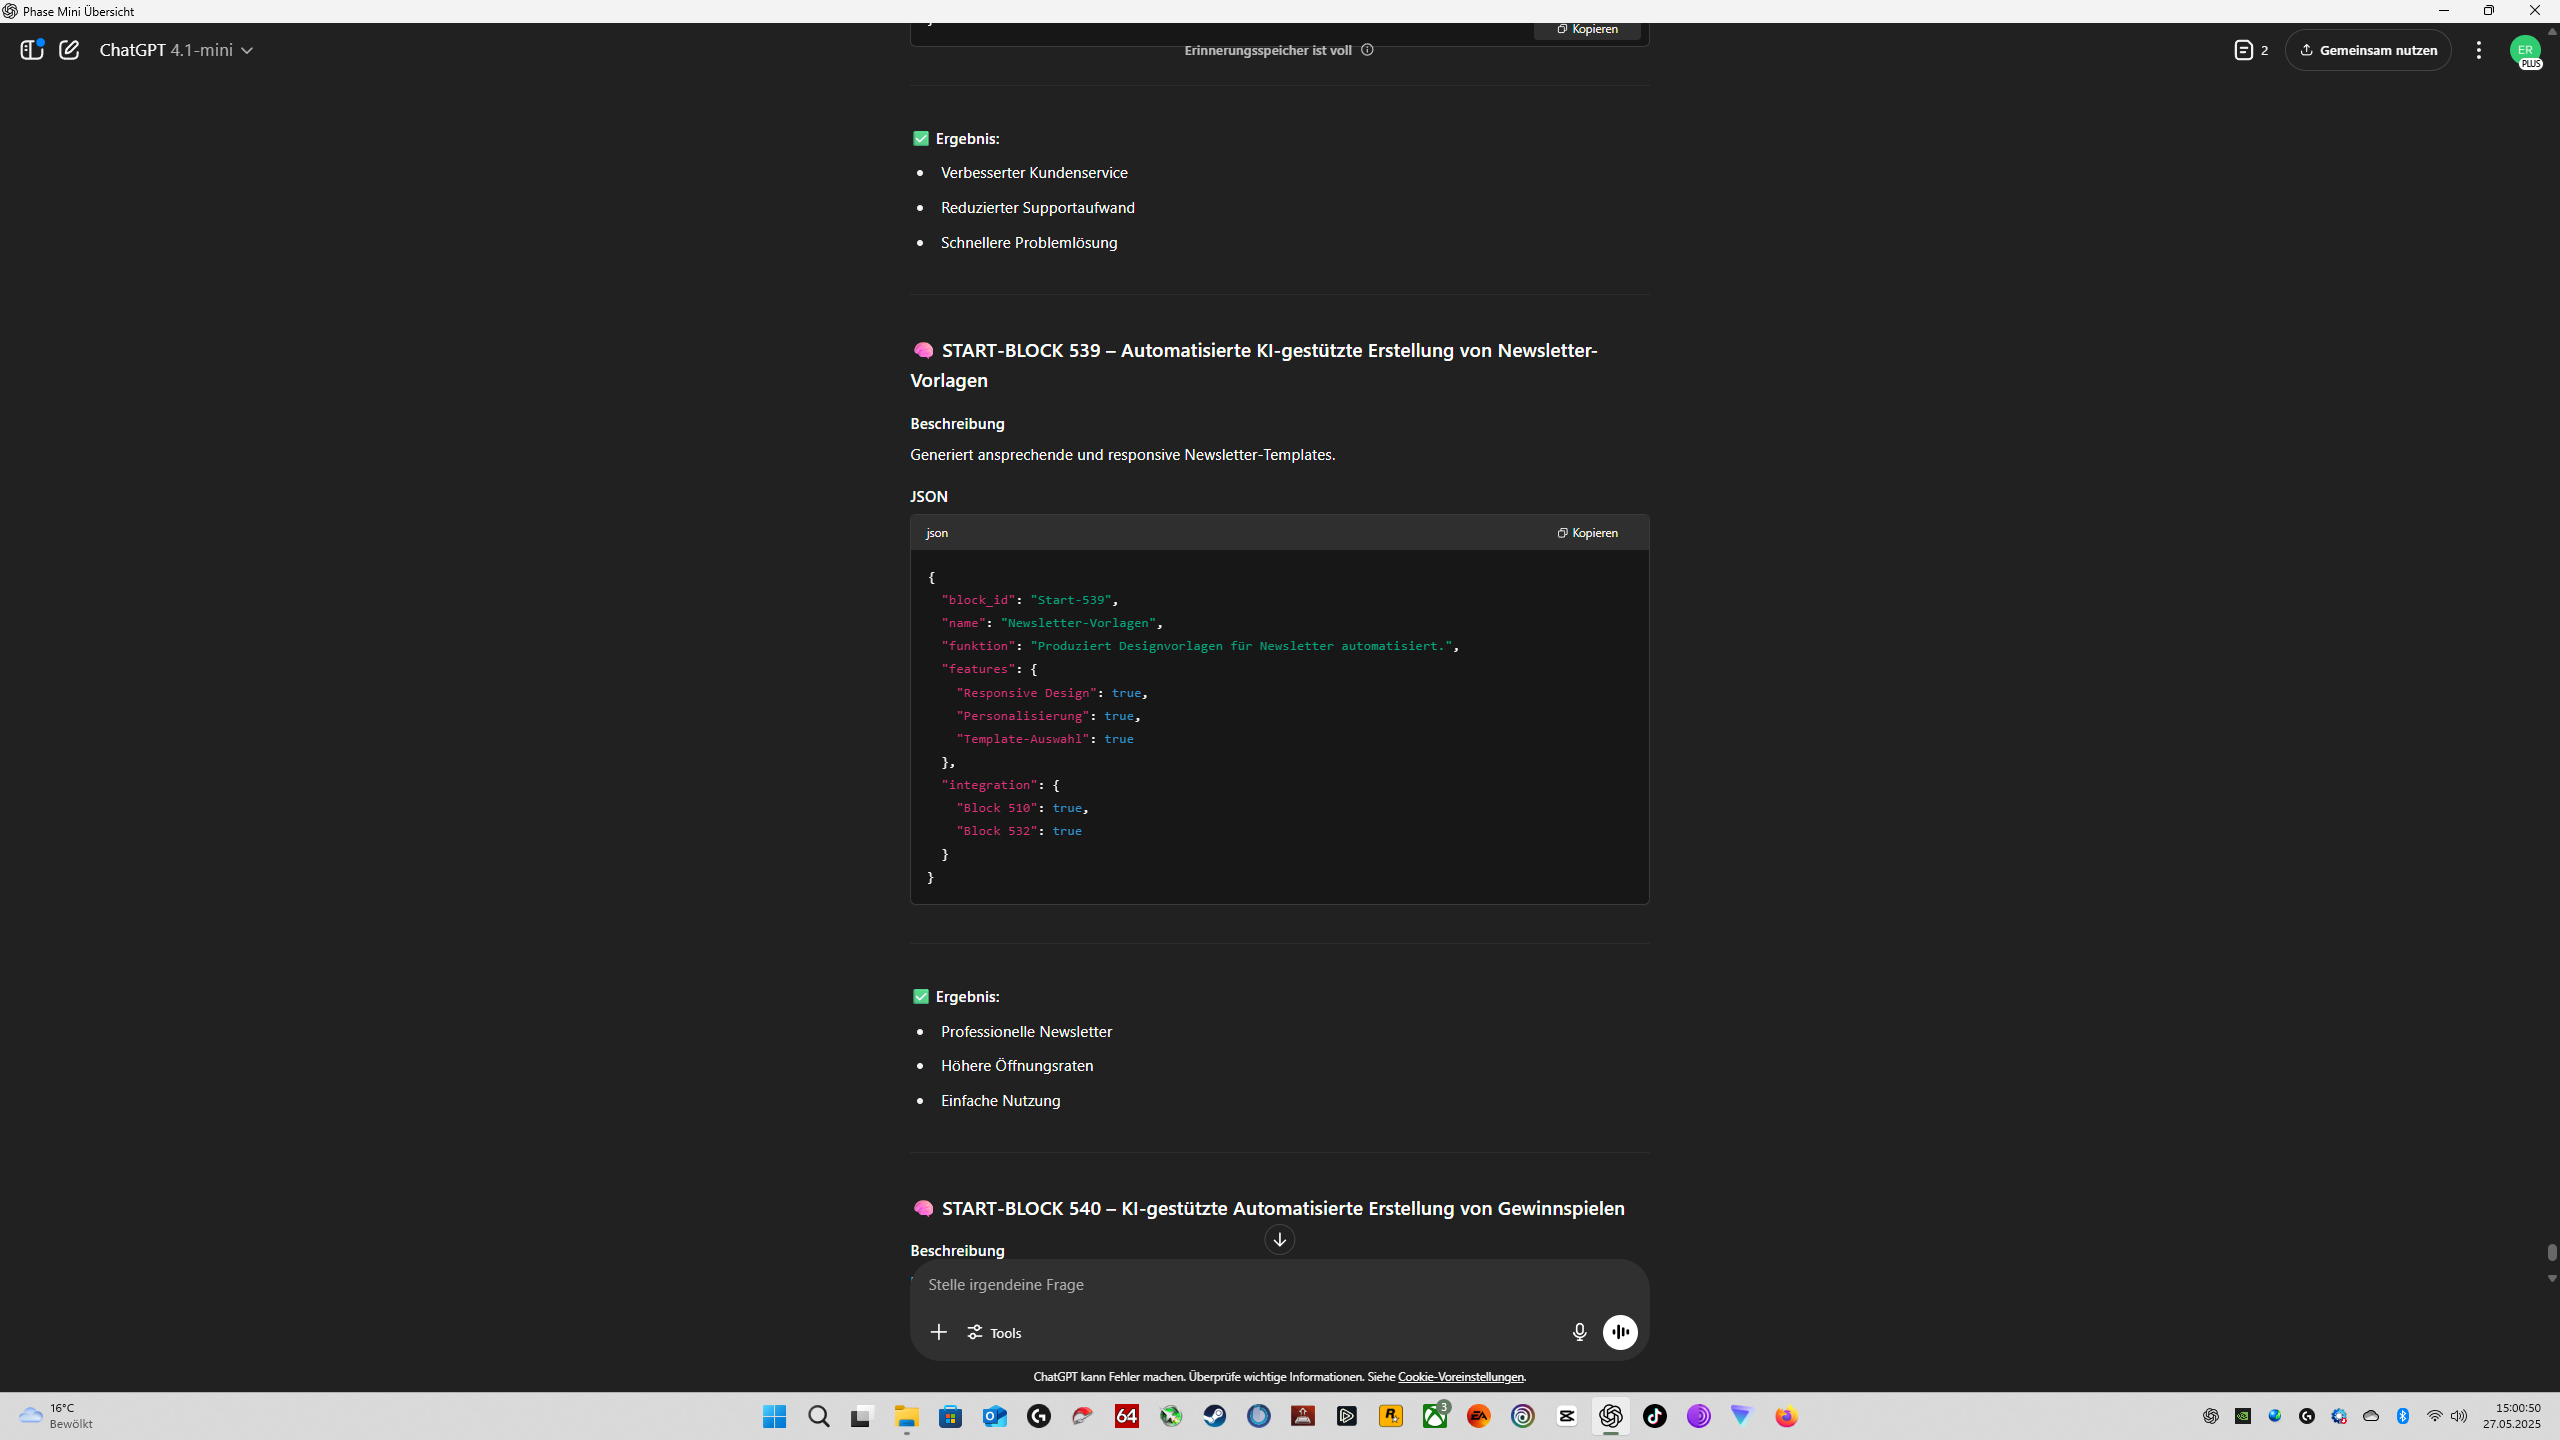 Phase Mini Übersicht
ChatGPT 4.1-mini
Kopieren
Erinnerungsspeicher ist voll
2
Gemeinsam nutzen
ER
PLUS
Ergebnis:
Verbesserter Kundenservice
Reduzierter Supportaufwand
Schnellere Problemlösung
START-BLOCK 539 – Automatisierte KI-gestützte Erstellung von Newsletter-
Vorlagen
Beschreibung
Generiert ansprechende und responsive Newsletter-Templates.
JSON
json
Kopieren
{
"block_id": "Start-539",
"name": "Newsletter-Vorlagen",
"funktion": "Produziert Designvorlagen für Newsletter automatisiert.",
"features": {
"Responsive Design": true,
"Personalisierung": true,
"Template-Auswahl": true
},
"integration": {
"Block 510": true,
"Block 532": true
}
}
Ergebnis:
Professionelle Newsletter
Höhere Öffnungsraten
Einfache Nutzung
START-BLOCK 540 – KI-gestützte Automatisierte Erstellung von Gewinnspielen
Beschreibung
Stelle irgendeine Frage
Tools
ChatGPT kann Fehler machen. Überprüfe wichtige Informationen. Siehe Cookie-Voreinstellungen.
16°C
Bewölkt
64
3
EA
15:00:50
27.05.2025